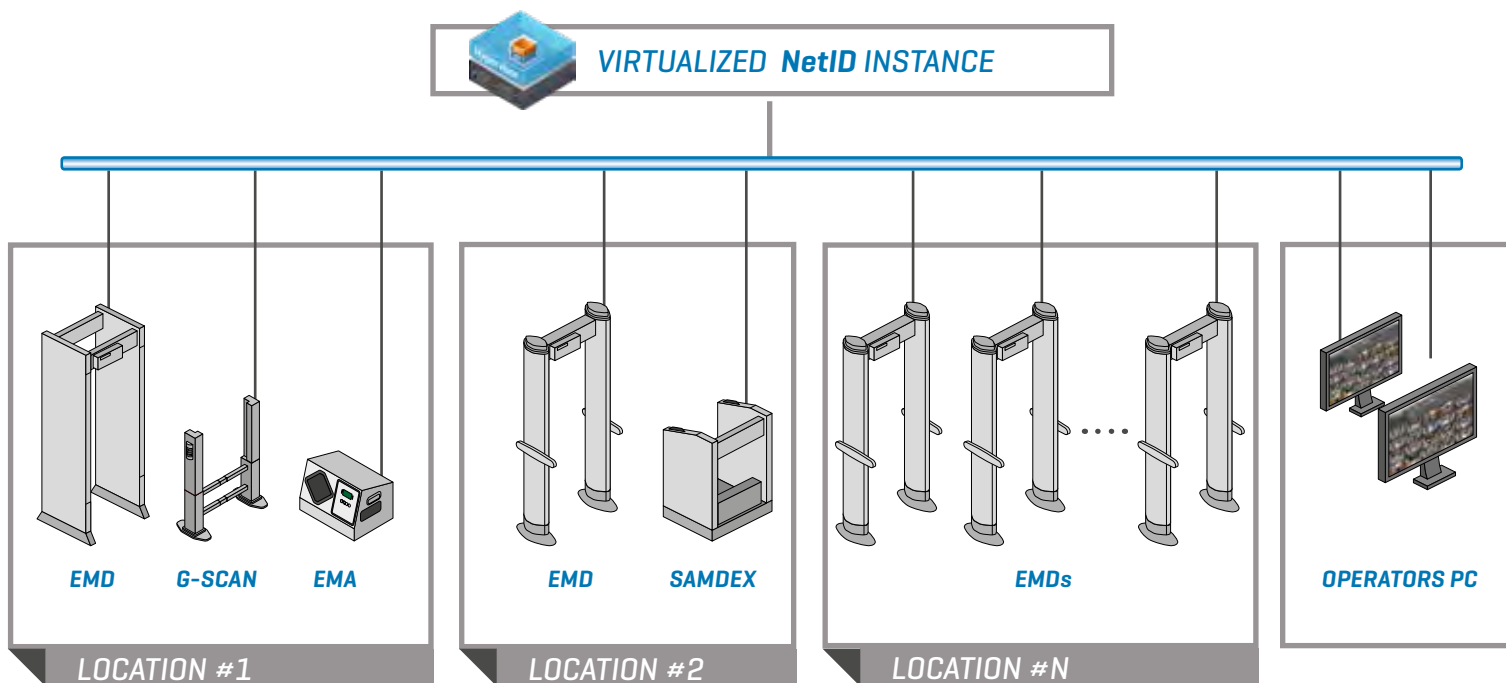 VIRTUALIZED NetID INSTANCE
EMD
G-SCAN
EMA
EMD
SAMDEX
EMDs
OPERATORS PC
LOCATION #1
LOCATION #2
LOCATION #N